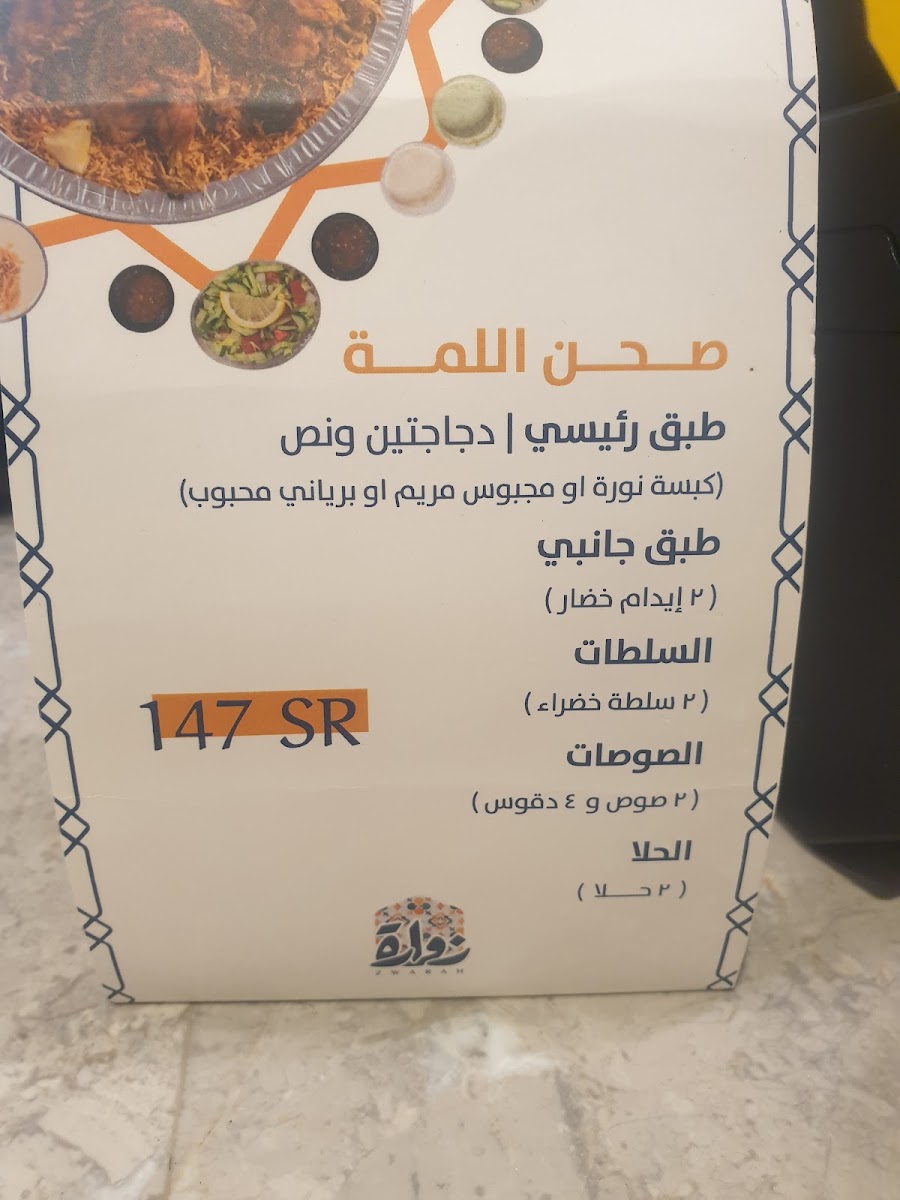 صحن اللمة
طبق رئيسي | دجاجتين ونص
(كبسة نورة او مجبوس مريم او برياني محبوب)
طبق جانبي
(٢ إيدام خضار)
السلطات
(٢ سلطة خضراء)
الصوصات
(٢ صوص و ٤ دقوس)
الحلا
(٢ حلا)
147 SR
زوارة
ZWARAH